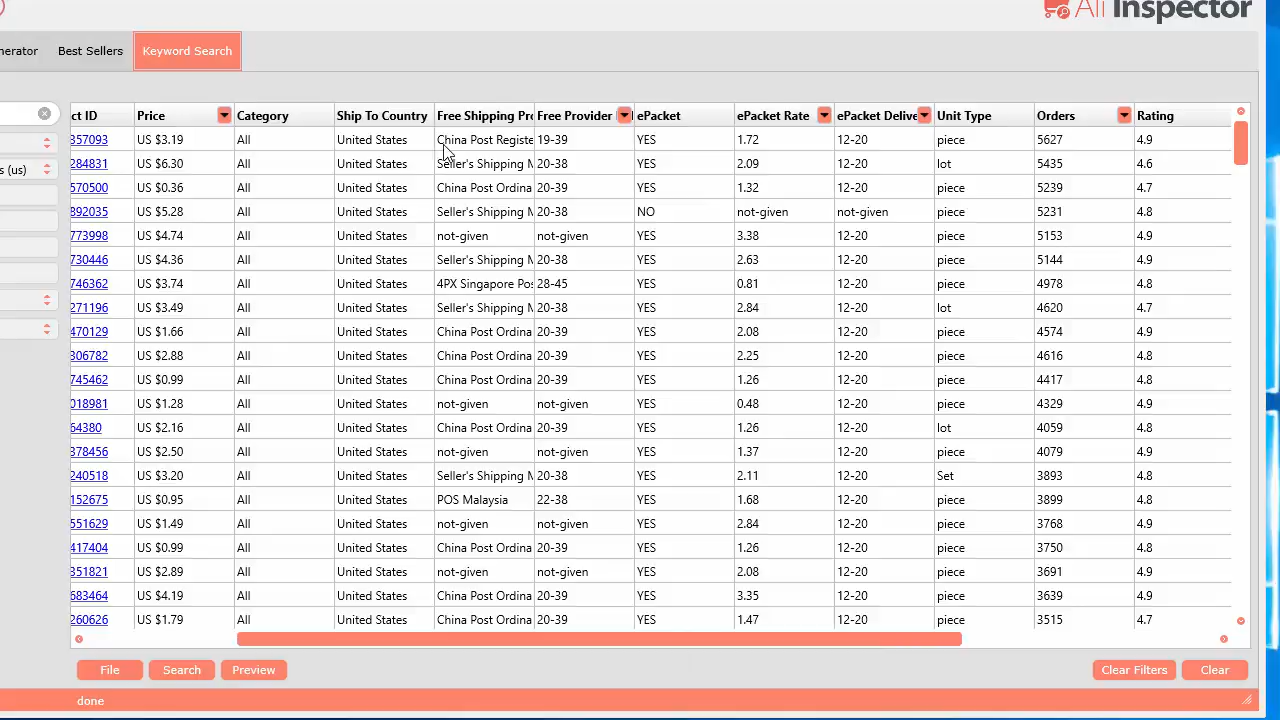 Ali Inspector
nerator Best Sellers Keyword Search
ct ID Price Category Ship To Country Free Shipping Pro Free Provider ePacket ePacket Rate ePacket Delive Unit Type Orders Rating
357093 US $3.19 All United States China Post Registe 19-39 YES 1.72 12-20 piece 5627 4.9
284831 US $6.30 All United States Seller's Shipping M 20-38 YES 2.09 12-20 lot 5435 4.6
s (us)
570500 US $0.36 All United States China Post Ordina 20-39 YES 1.32 12-20 piece 5239 4.7
892035 US $5.28 All United States Seller's Shipping M 20-38 NO not-given not-given piece 5231 4.8
773998 US $4.74 All United States not-given not-given YES 3.38 12-20 piece 5153 4.9
730446 US $4.36 All United States Seller's Shipping M 20-38 YES 2.63 12-20 piece 5144 4.9
746362 US $3.74 All United States 4PX Singapore Pos 28-45 YES 0.81 12-20 piece 4978 4.8
271196 US $3.49 All United States Seller's Shipping M 20-38 YES 2.84 12-20 lot 4620 4.7
470129 US $1.66 All United States China Post Ordina 20-39 YES 2.08 12-20 piece 4574 4.9
306782 US $2.88 All United States China Post Ordina 20-39 YES 2.25 12-20 piece 4616 4.8
745462 US $0.99 All United States China Post Ordina 20-39 YES 1.26 12-20 piece 4417 4.8
018981 US $1.28 All United States not-given not-given YES 0.48 12-20 piece 4329 4.9
64380 US $2.16 All United States China Post Ordina 20-39 YES 1.26 12-20 lot 4059 4.8
378456 US $2.50 All United States not-given not-given YES 1.37 12-20 piece 4079 4.9
240518 US $3.20 All United States Seller's Shipping M 20-38 YES 2.11 12-20 Set 3893 4.8
152675 US $0.95 All United States POS Malaysia 22-38 YES 1.68 12-20 piece 3899 4.8
551629 US $1.49 All United States not-given not-given YES 2.84 12-20 piece 3768 4.9
417404 US $0.99 All United States China Post Ordina 20-39 YES 1.26 12-20 piece 3750 4.8
351821 US $2.89 All United States not-given not-given YES 2.08 12-20 piece 3691 4.9
683464 US $4.19 All United States China Post Ordina 20-39 YES 3.35 12-20 piece 3639 4.9
260626 US $1.79 All United States China Post Ordina 20-39 YES 1.47 12-20 piece 3515 4.7
File Search Preview Clear Filters Clear
done